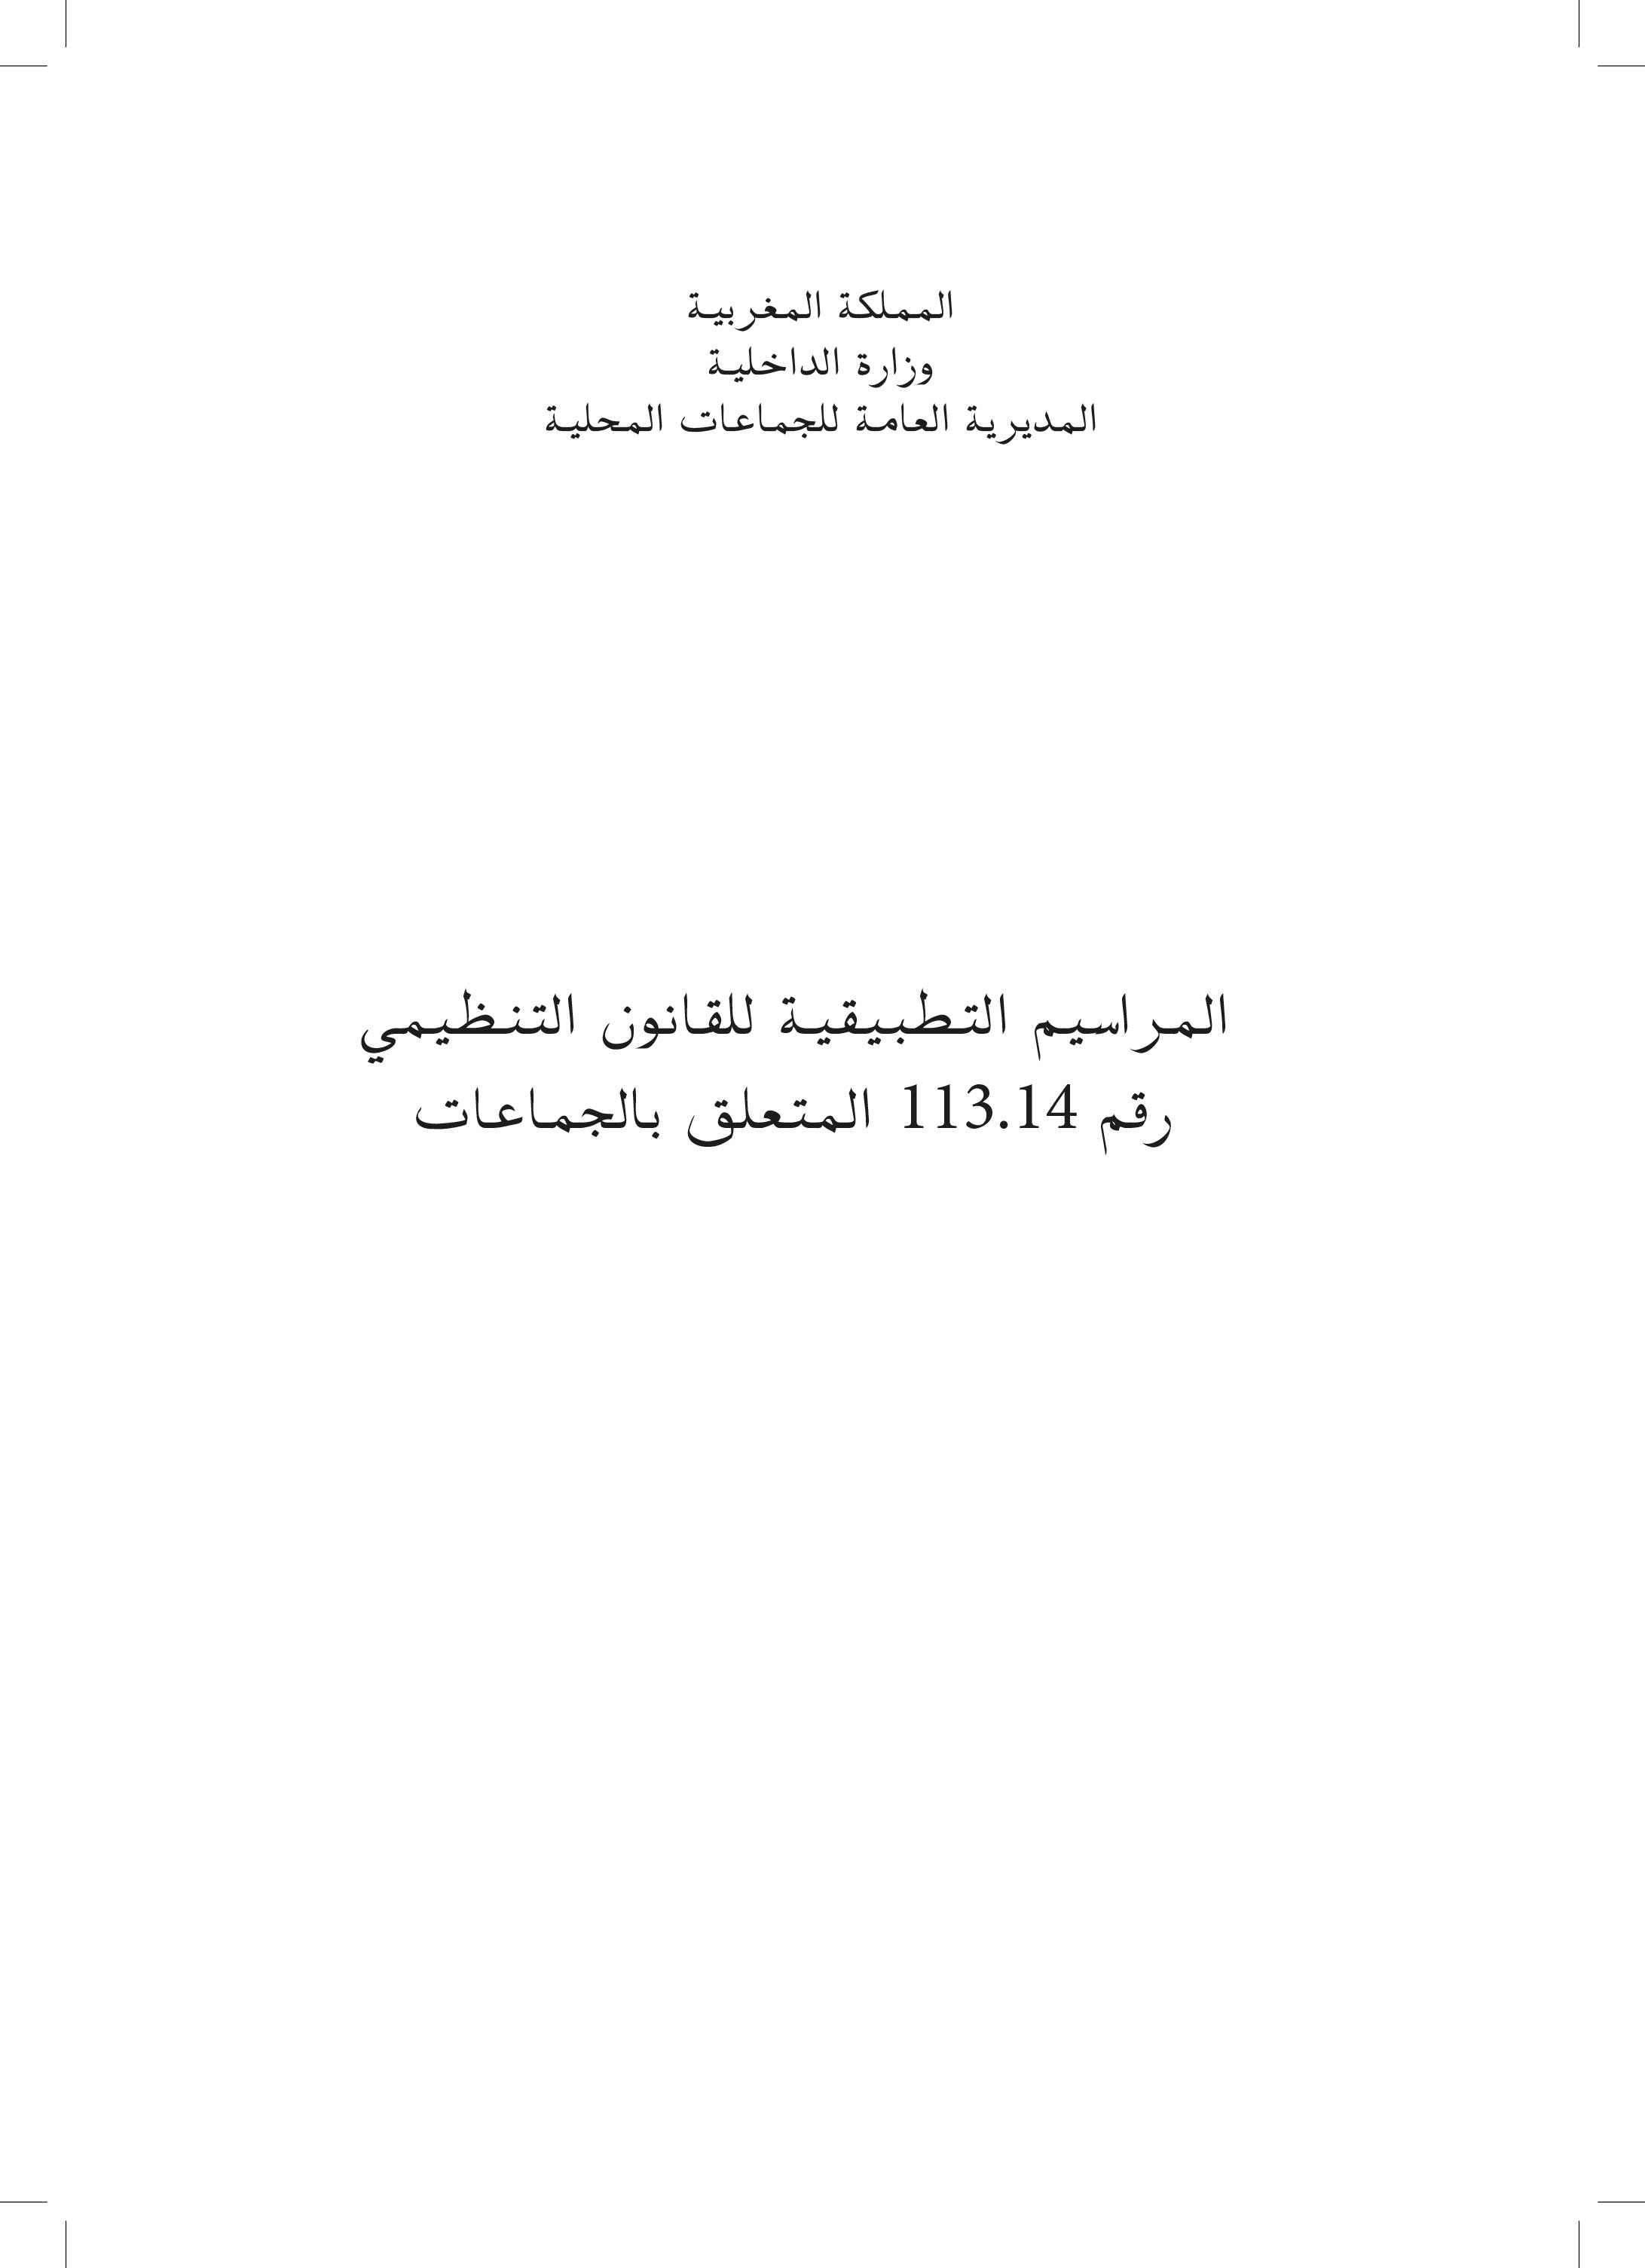 المملكة المغربية
وزارة الداخلية
المديرية العامة للجماعات المحلية
المراسيم التطبيقية للقانون التنظيمي
رقم 113.14 المتعلق بالجماعات